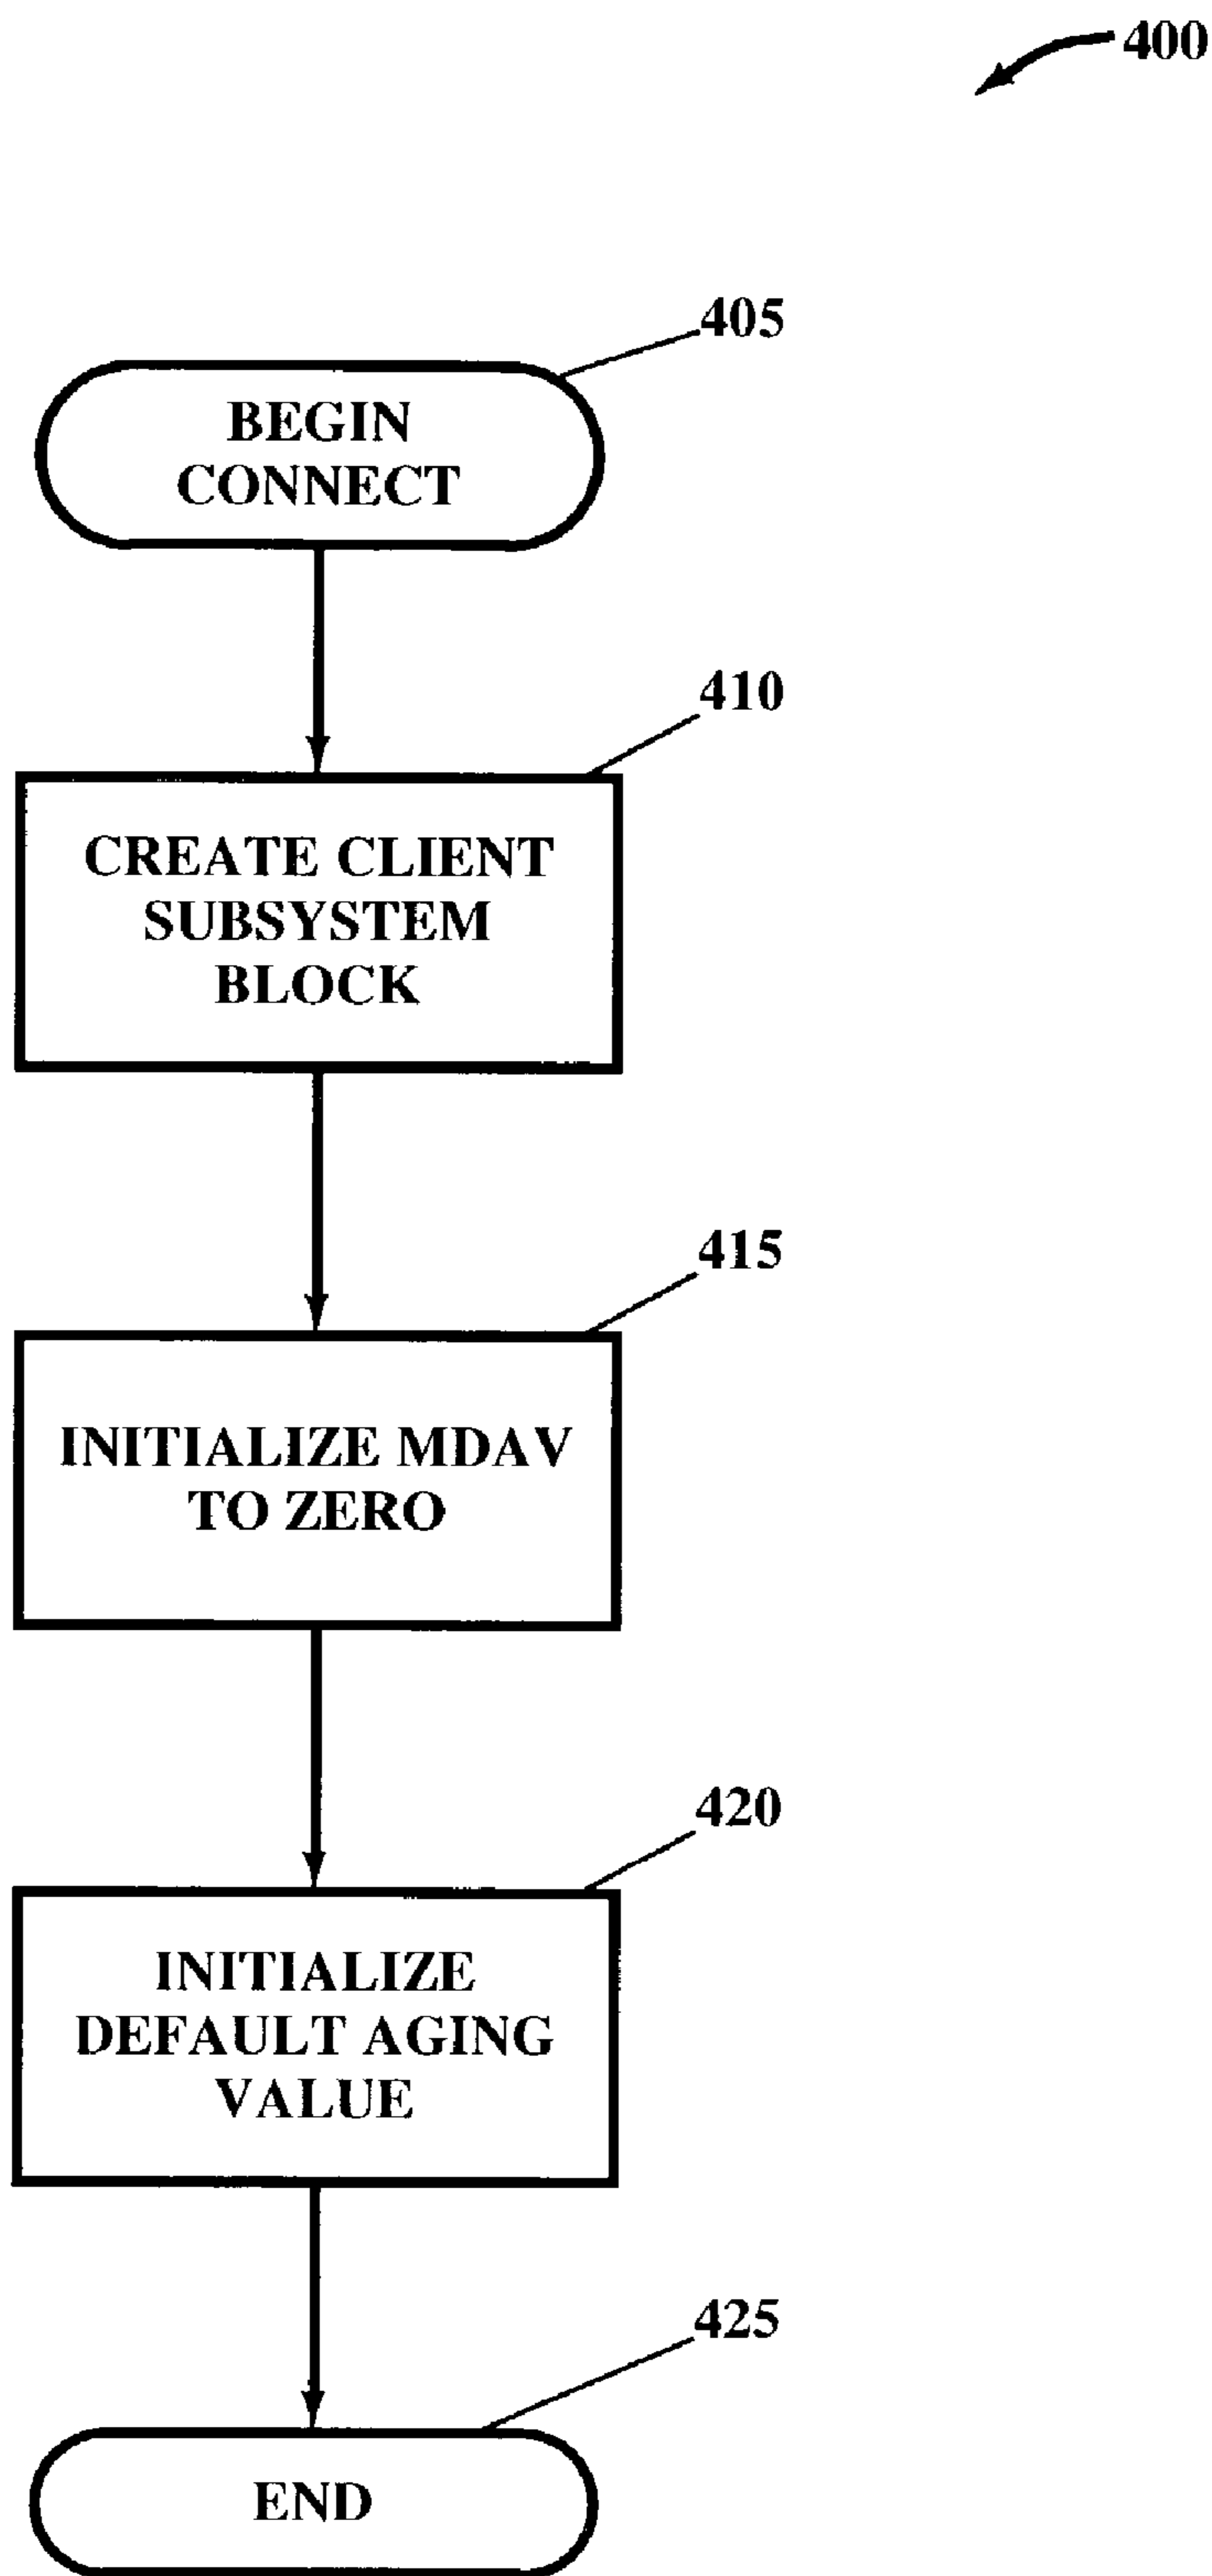 400
405
BEGIN
CONNECT
410
CREATE CLIENT
SUBSYSTEM
BLOCK
415
INITIALIZE MDAV
TO ZERO
420
INITIALIZE
DEFAULT AGING
VALUE
425
END